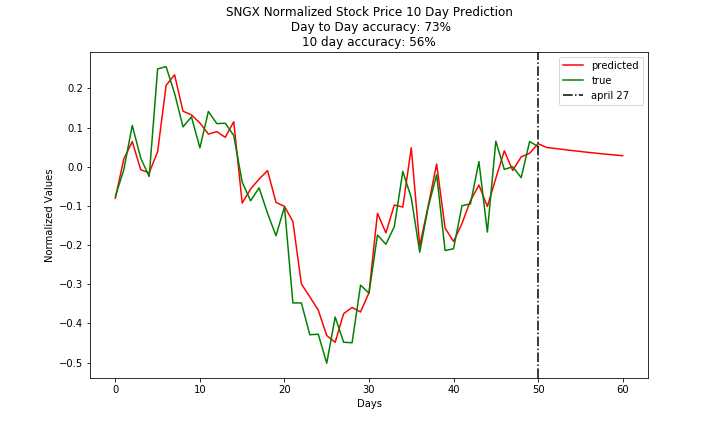 SNGX Normalized Stock Price 10 Day Prediction
Day to Day accuracy: 73%
10 day accuracy: 56%
predicted
true
april 27
Normalized Values
0.2
0.1
0.0
−0.1
−0.2
−0.3
−0.4
−0.5
0 10 20 30 40 50 60
Days